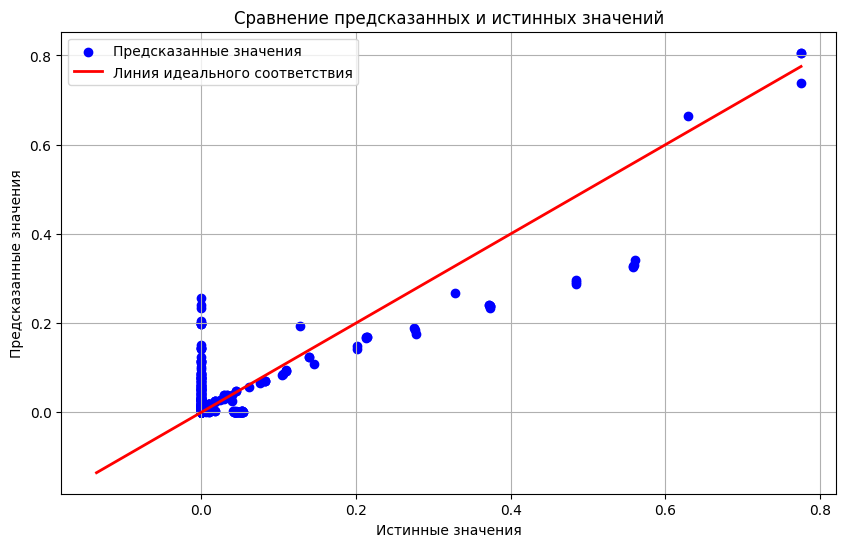 Сравнение предсказанных и истинных значений
Предсказанные значения
Линия идеального соответствия
Предсказанные значения
0.8
0.6
0.4
0.2
0.0
0.0 0.2 0.4 0.6 0.8
Истинные значения